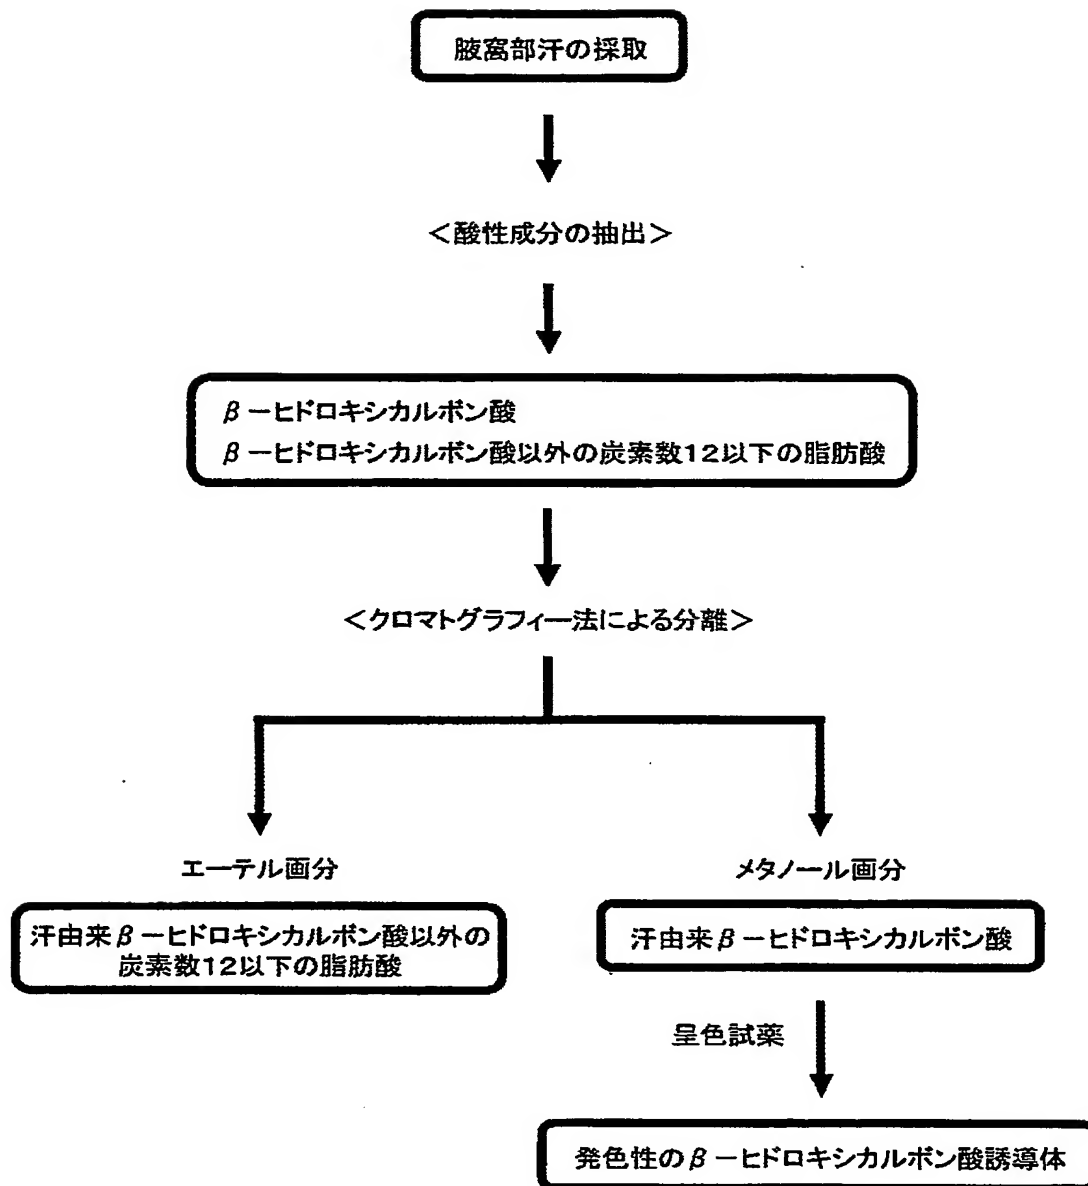 腋窩部汗の採取
<酸性成分の抽出>
β－ヒドロキシカルボン酸
β－ヒドロキシカルボン酸以外の炭素数12以下の脂肪酸
<クロマトグラフィー法による分離>
エーテル画分
メタノール画分
汗由来β－ヒドロキシカルボン酸以外の
炭素数12以下の脂肪酸
汗由来β－ヒドロキシカルボン酸
呈色試薬
発色性のβ－ヒドロキシカルボン酸誘導体